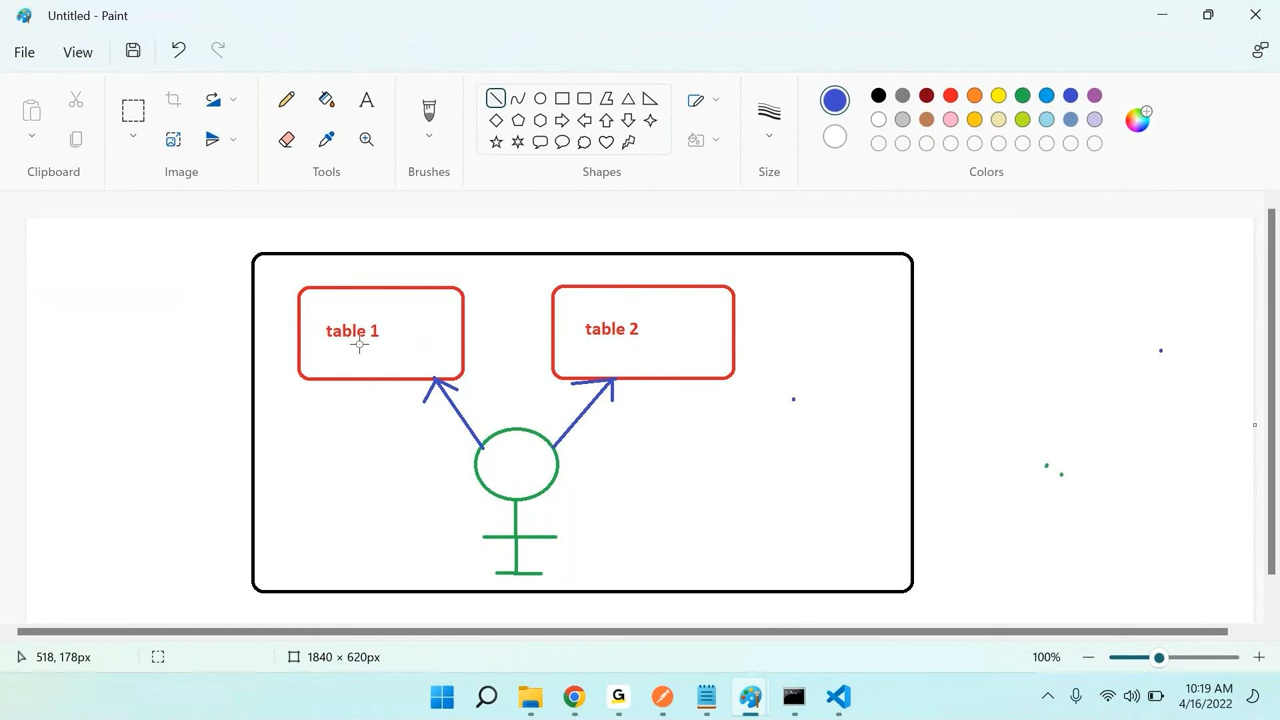 Untitled - Paint
File View
Clipboard Image Tools Brushes Shapes Size Colors
table 1 table 2
518, 178px 1840 × 620px 100%
10:19 AM
4/16/2022